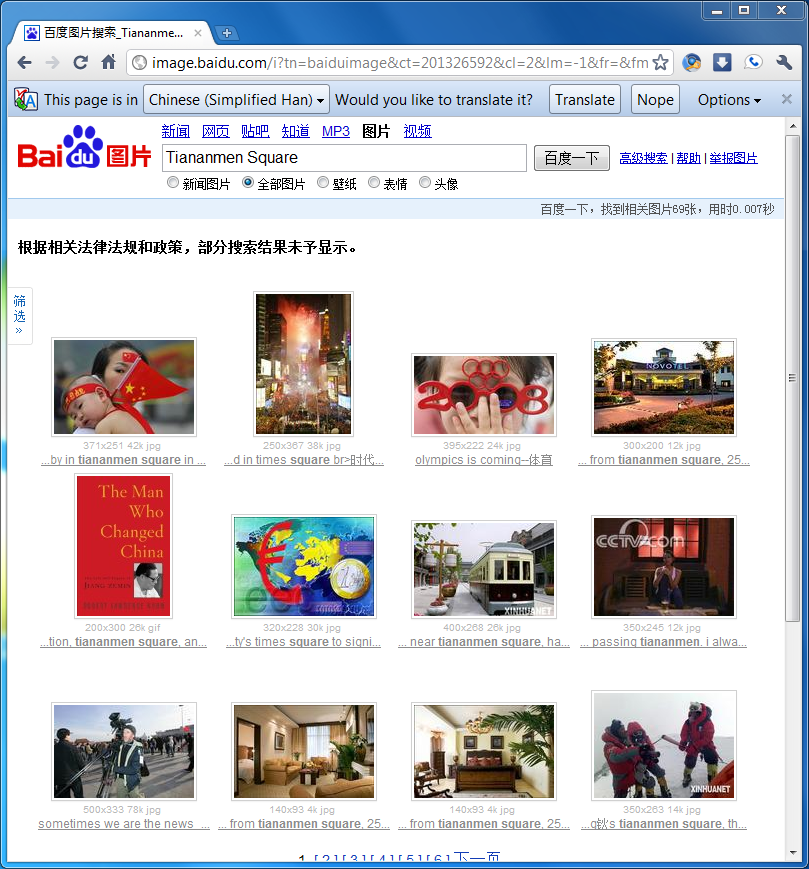 百度图片搜索_Tiananme...
image.baidu.com/i?tn=baiduimage&ct=201326592&cl=2&lm=-1&fr=&fm
This page is in Chinese (Simplified Han) Would you like to translate it? Translate Nope Options
Bai du 图片
新闻 网页 贴吧 知道 MP3 图片 视频
Tiananmen Square 百度一下 高级搜索 | 帮助 | 举报图片
新闻图片 全部图片 壁纸 表情 头像
百度一下，找到相关图片69张，用时0.007秒
根据相关法律法规和政策，部分搜索结果未予显示。
筛
选
»
2008
NOVOTEL
371x251 42k jpg
...by in tiananmen square in ...
250x367 38k jpg
...d in times square br>时代...
395x222 24k jpg
olympics is coming--体育
300x200 12k jpg
... from tiananmen square, 25...
The Man
Who
Changed
China
JIANG ZEMIN
XINHUANET
CCTV.com
200x300 26k gif
...tion, tiananmen square, an...
320x228 30k jpg
...ty's times square to signi...
400x268 26k jpg
... near tiananmen square, ha...
350x245 12k jpg
... passing tiananmen. i alwa...
XINHUANET
500x333 78k jpg
sometimes we are the news_...
140x93 4k jpg
... from tiananmen square, 25...
140x93 4k jpg
... from tiananmen square, 25...
350x263 14k jpg
...q钬's tiananmen square, th...
1 [2] [3] [4] [5] [6] 下一页